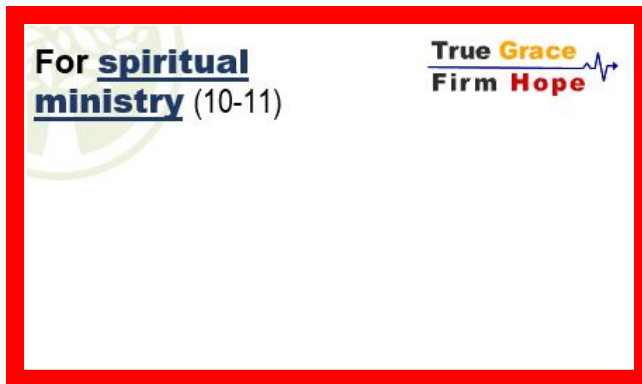 For spiritual
ministry (10-11)
True Grace
Firm Hope